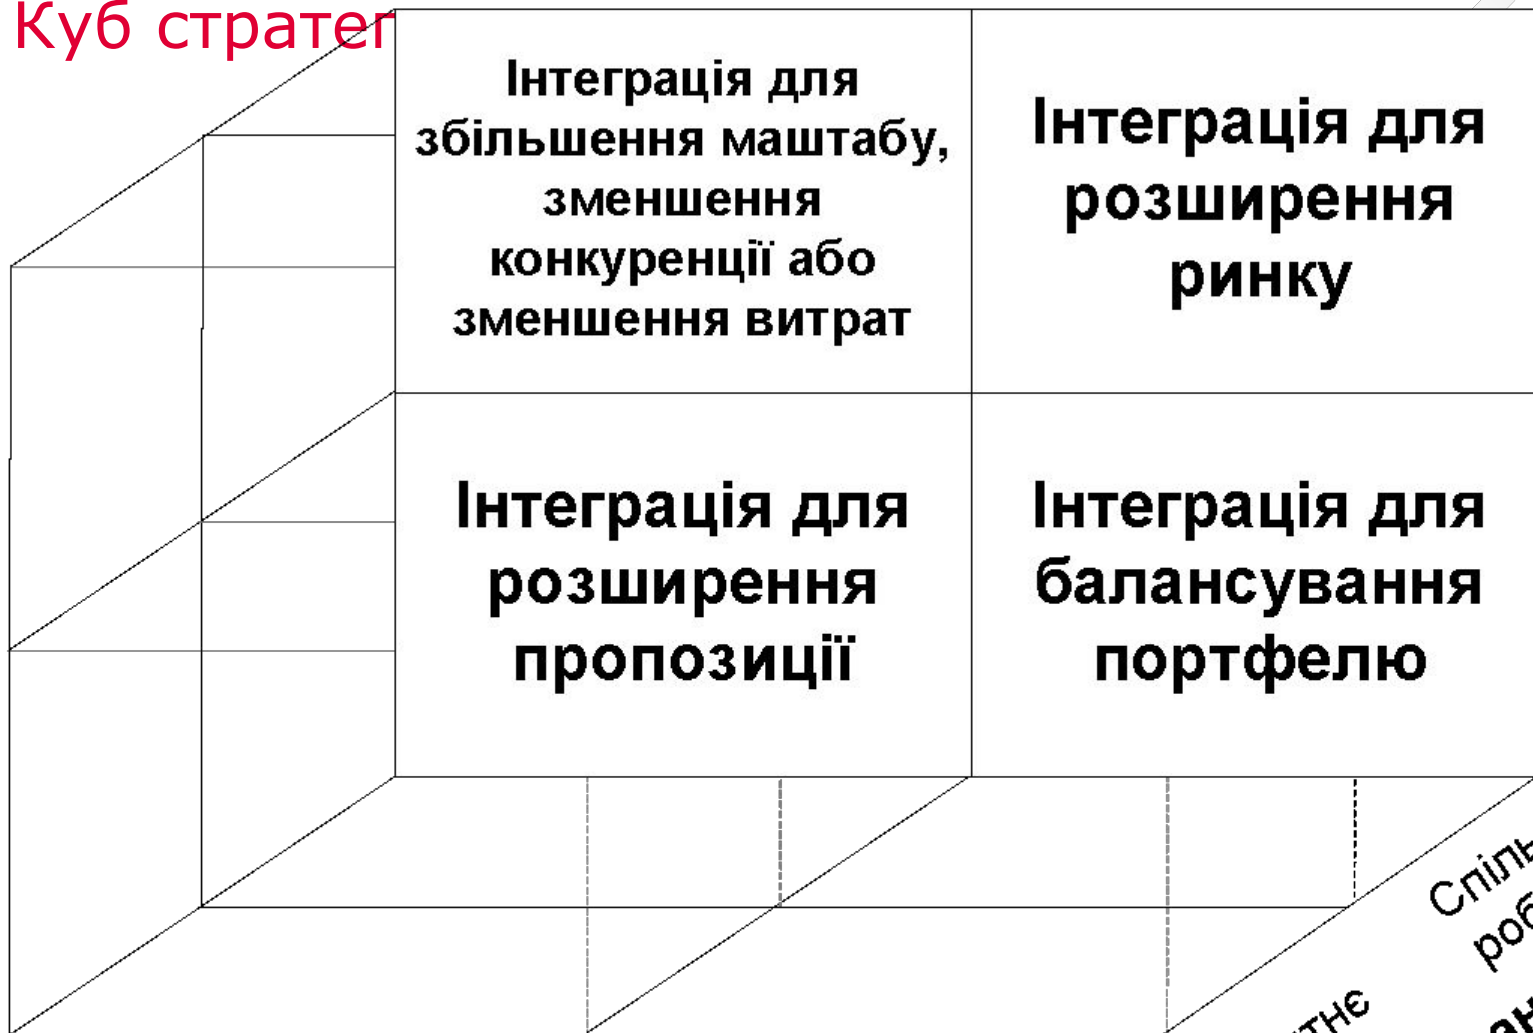 Куб
Інтеграція для
збільшення маштабу,
зменшення
конкуренції або
зменшення витрат
Інтеграція для
розширення
ринку
Інтеграція для
розширення
пропозиції
Інтеграція для
балансування
портфелю